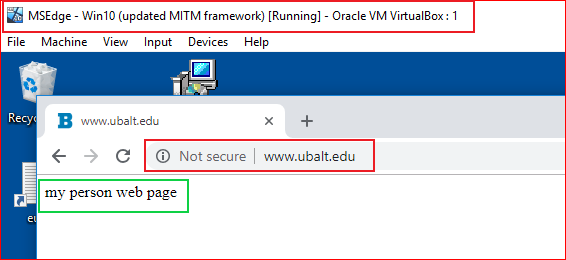 MSEdge - Win10 (updated MITM framework) [Running] - Oracle VM VirtualBox : 1
File Machine View Input Devices Help
Recyc
www.ubalt.edu
Not secure www.ubalt.edu
my person web page